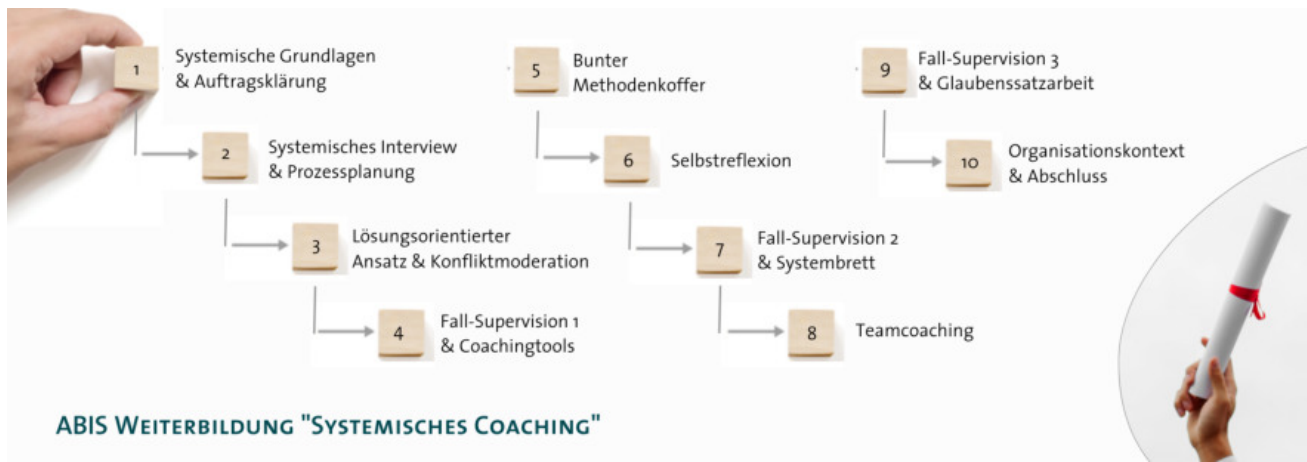 1
Systemische Grundlagen
& Auftragsklärung
2
Systemisches Interview
& Prozessplanung
3
Lösungsorientierter
Ansatz & Konfliktmoderation
4
Fall-Supervision 1
& Coachingtools
5
Bunter
Methodenkoffer
6
Selbstreflexion
7
Fall-Supervision 2
& Systembrett
8
Teamcoaching
9
Fall-Supervision 3
& Glaubenssatzarbeit
10
Organisationskontext
& Abschluss
ABIS WEITERBILDUNG "SYSTEMISCHES COACHING"